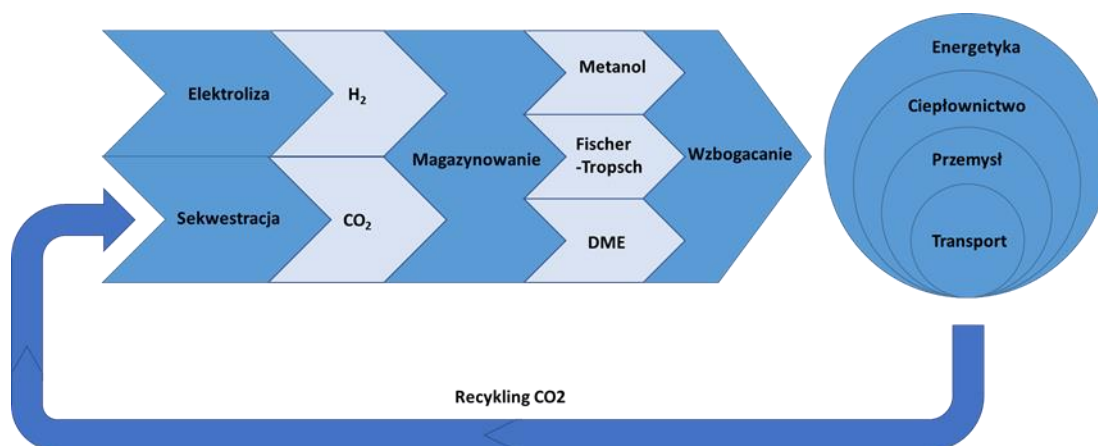 Elektroliza
H₂
Sekwestracja
CO₂
Magazynowanie
Metanol
Fischer
-Tropsch
DME
Wzbogacanie
Energetyka
Ciepłownictwo
Przemysł
Transport
Recykling CO2